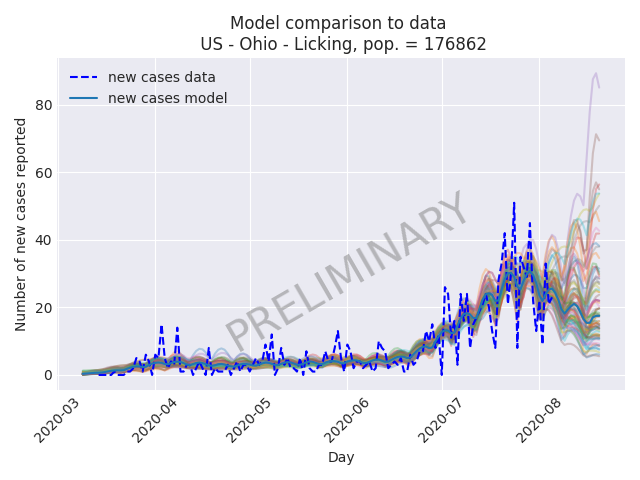 Model comparison to data
US - Ohio - Licking, pop. = 176862
new cases data
new cases model
PRELIMINARY
Number of new cases reported
80
60
40
20
0
2020-03
2020-04
2020-05
2020-06
2020-07
2020-08
Day